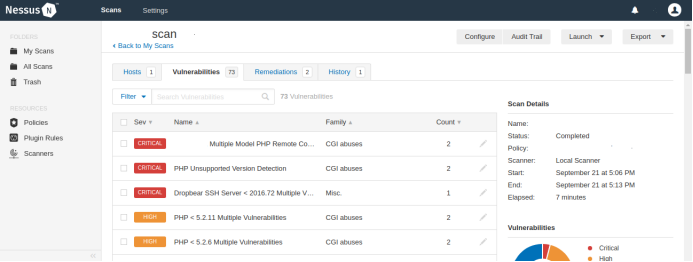 Nessus N
Scans
Settings
FOLDERS
My Scans
All Scans
Trash
RESOURCES
Policies
Plugin Rules
Scanners
scan
Back to My Scans
Configure
Audit Trail
Launch
Export
Hosts 1
Vulnerabilities 73
Remediations 2
History 1
Filter
Search Vulnerabilities
73 Vulnerabilities
Sev Name Family Count
CRITICAL Multiple Model PHP Remote Co... CGI abuses 2
CRITICAL PHP Unsupported Version Detection CGI abuses 2
CRITICAL Dropbear SSH Server < 2016.72 Multiple V... Misc. 1
HIGH PHP < 5.2.11 Multiple Vulnerabilities CGI abuses 2
HIGH PHP < 5.2.6 Multiple Vulnerabilities CGI abuses 2
Scan Details
Name:
Status: Completed
Policy:
Scanner: Local Scanner
Start: September 21 at 5:06 PM
End: September 21 at 5:13 PM
Elapsed: 7 minutes
Vulnerabilities
Critical
High